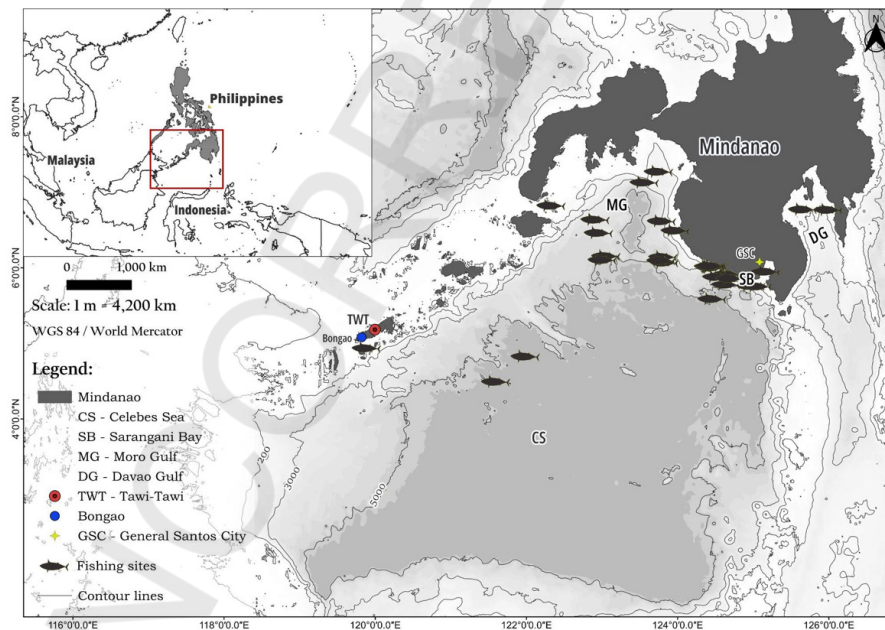 Philippines
Malaysia
Indonesia
N
Mindanao
MG
DG
GSC
SB
TWT
Bongao
CS
200
3000
5000
8°0'0.0"N
6°0'0.0"N
4°0'0.0"N
0 1,000 km
Scale: 1 m = 4,200 km
WGS 84 / World Mercator
Legend:
Mindanao
CS - Celebes Sea
SB - Sarangani Bay
MG - Moro Gulf
DG - Davao Gulf
TWT - Tawi-Tawi
Bongao
GSC - General Santos City
Fishing sites
Contour lines
116°0'0.0"E 118°0'0.0"E 120°0'0.0"E 122°0'0.0"E 124°0'0.0"E 126°0'0.0"E